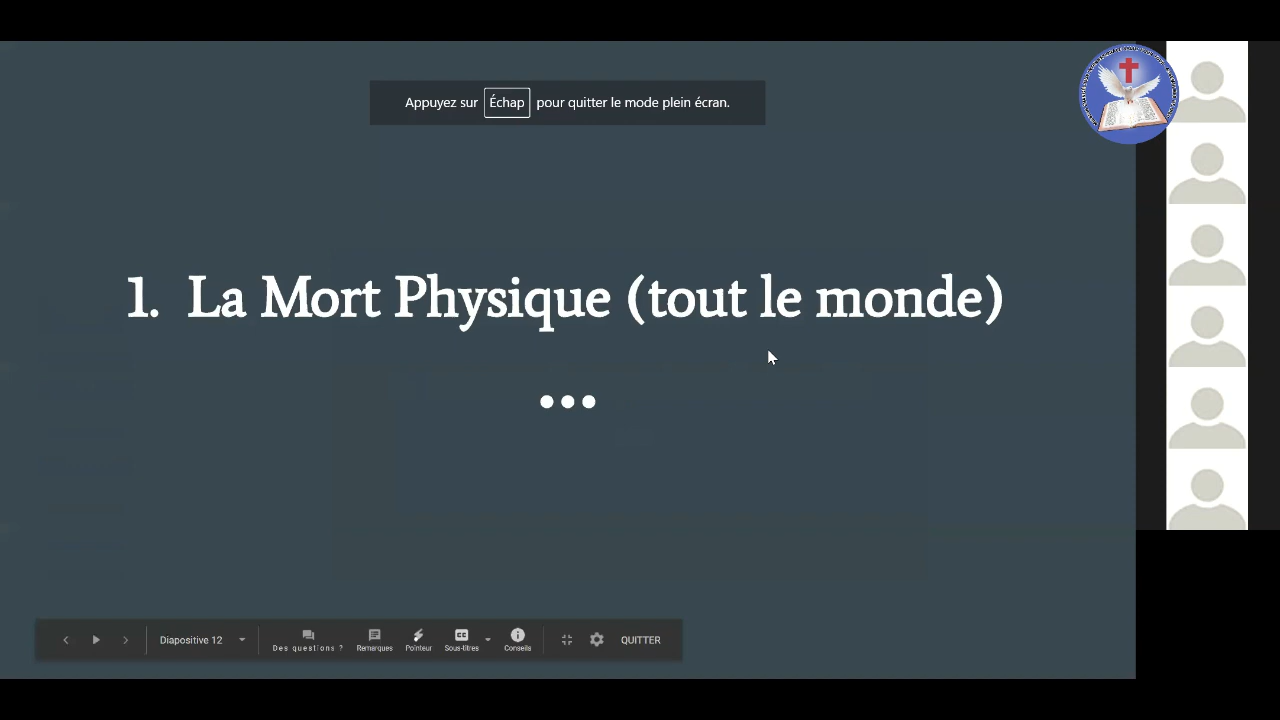 Appuyez sur Échap pour quitter le mode plein écran.
1. La Mort Physique (tout le monde)
Diapositive 12
Des questions ?
Remarques
Pointeur
Sous-titres
Conseils
QUITTER